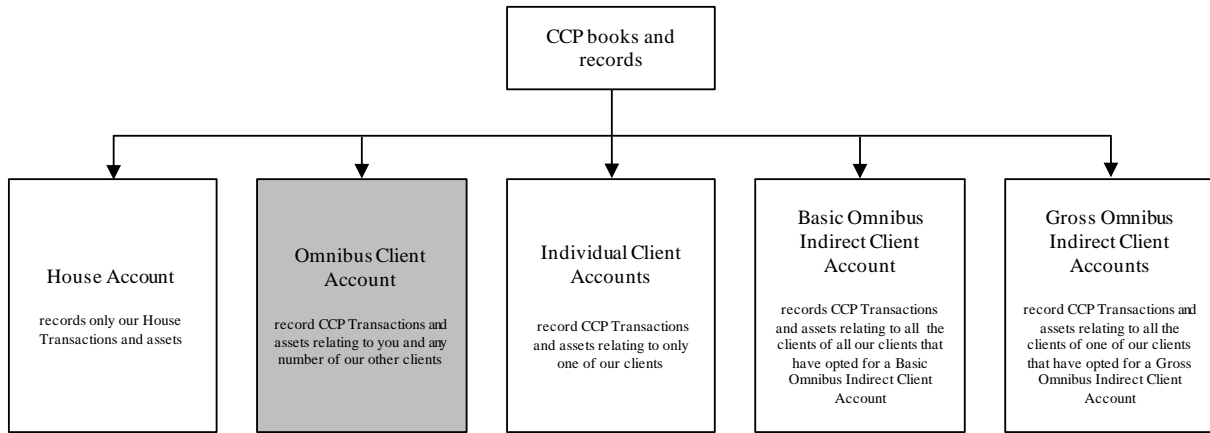 CCP books and
records
House Account
records only our House
Transactions and assets
Omnibus Client
Account
record CCP Transactions and
assets relating to you and any
number of our other clients
Individual Client
Accounts
record CCP Transactions
and assets relating to only
one of our clients
Basic Omnibus
Indirect Client
Account
records CCP Transactions
and assets relating to all the
clients of all our clients that
have opted for a Basic
Omnibus Indirect Client
Account
Gross Omnibus
Indirect Client
Accounts
record CCP Transactions and
assets relating to all the
clients of one of our clients
that have opted for a Gross
Omnibus Indirect Client
Account